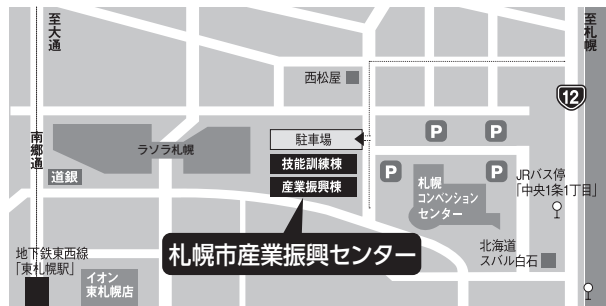 至大通
至札幌
西松屋
12
南郷通
ラソラ札幌
駐車場
P
P
技能訓練棟
道銀
産業振興棟
P
P
札幌
コンベンション
センター
JRバス停
「中央1条1丁目」
札幌市産業振興センター
地下鉄東西線
「東札幌駅」
イオン
東札幌店
北海道
スバル白石